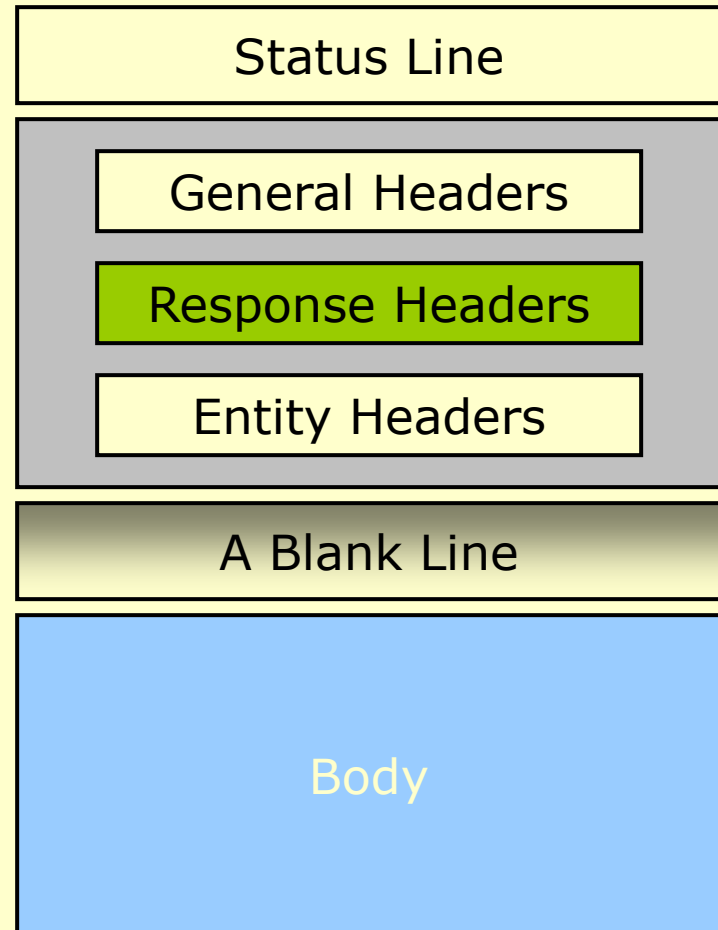 Status Line
General Headers
Response Headers
Entity Headers
A Blank Line
Body